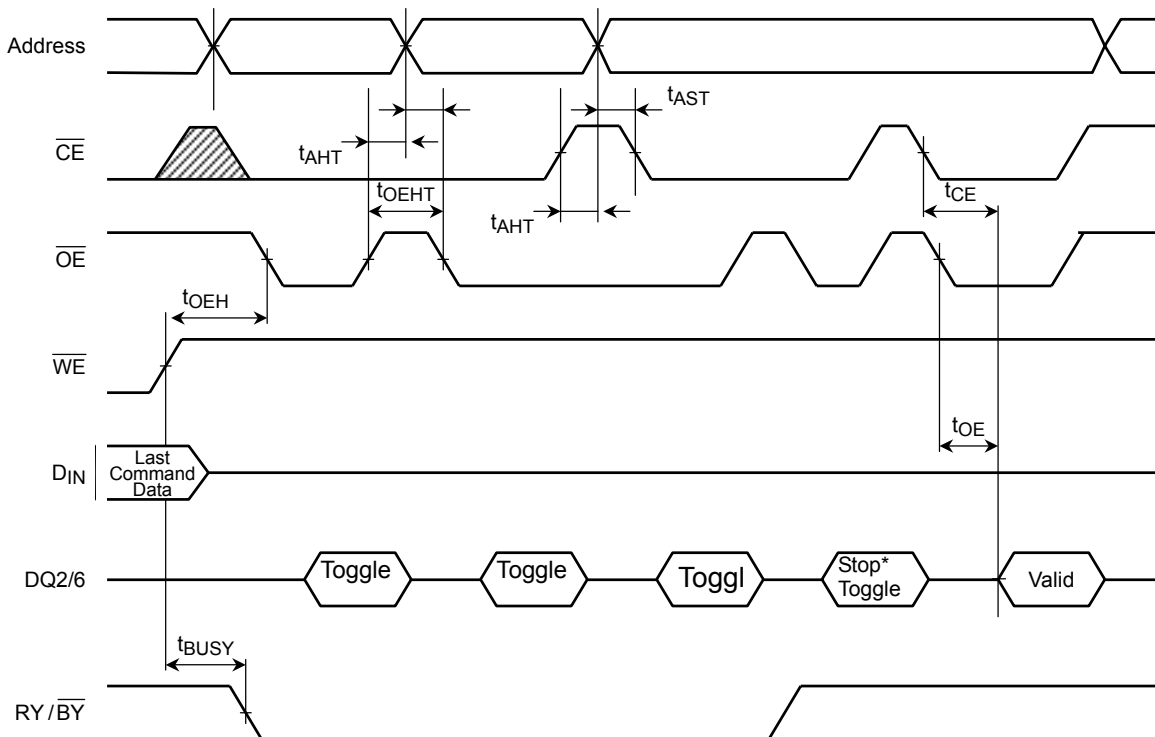 Address
tAST
CE
tAHT
tCE
tOEHT
tAHT
OE
tOEH
WE
tOE
DIN
Last
Command
Data
DQ2/6
Toggle
Toggle
Toggl
Stop*
Toggle
Valid
tBUSY
RY/BY